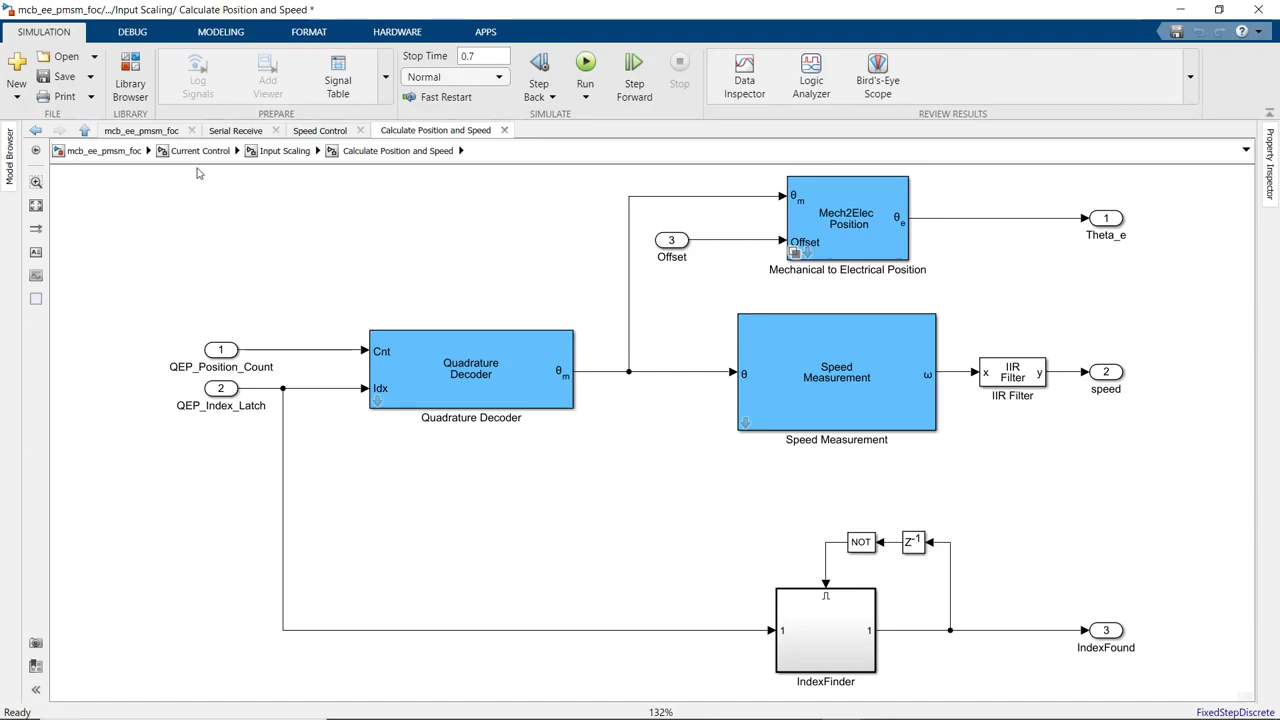 mcb_ee_pmsm_foc/.../Input Scaling/ Calculate Position and Speed *
SIMULATION
DEBUG
MODELING
FORMAT
HARDWARE
APPS
New
Open
Save
Print
FILE
Library
Browser
LIBRARY
Log
Signals
Add
Viewer
Signal
Table
PREPARE
Stop Time 0.7
Normal
Fast Restart
Step
Back
Run
Step
Forward
Stop
SIMULATE
Data
Inspector
Logic
Analyzer
Bird's-Eye
Scope
REVIEW RESULTS
mcb_ee_pmsm_foc
Serial Receive
Speed Control
Calculate Position and Speed
mcb_ee_pmsm_foc
Current Control
Input Scaling
Calculate Position and Speed
Model Browser
Property Inspector
θm
Mech2Elec
Position
θe
Offset
Mechanical to Electrical Position
3
Offset
1
Theta_e
1
QEP_Position_Count
2
QEP_Index_Latch
Cnt
Idx
Quadrature
Decoder
θm
Quadrature Decoder
θ
Speed
Measurement
ω
Speed Measurement
x
IIR
Filter
y
IIR Filter
2
speed
NOT
Z-1
1
1
IndexFinder
3
IndexFound
Ready
132%
FixedStepDiscrete